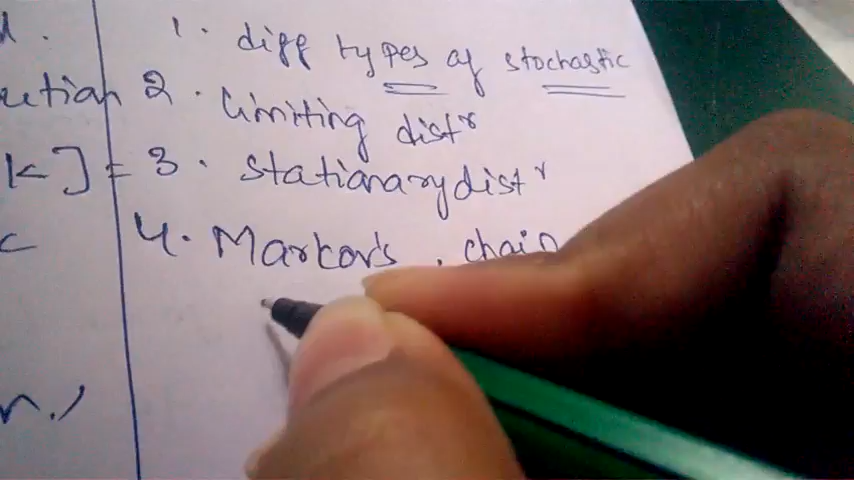 1. diff types of stochastic
2. Limiting distr
3. Stationary distr
4. Markov's. chain
K] =